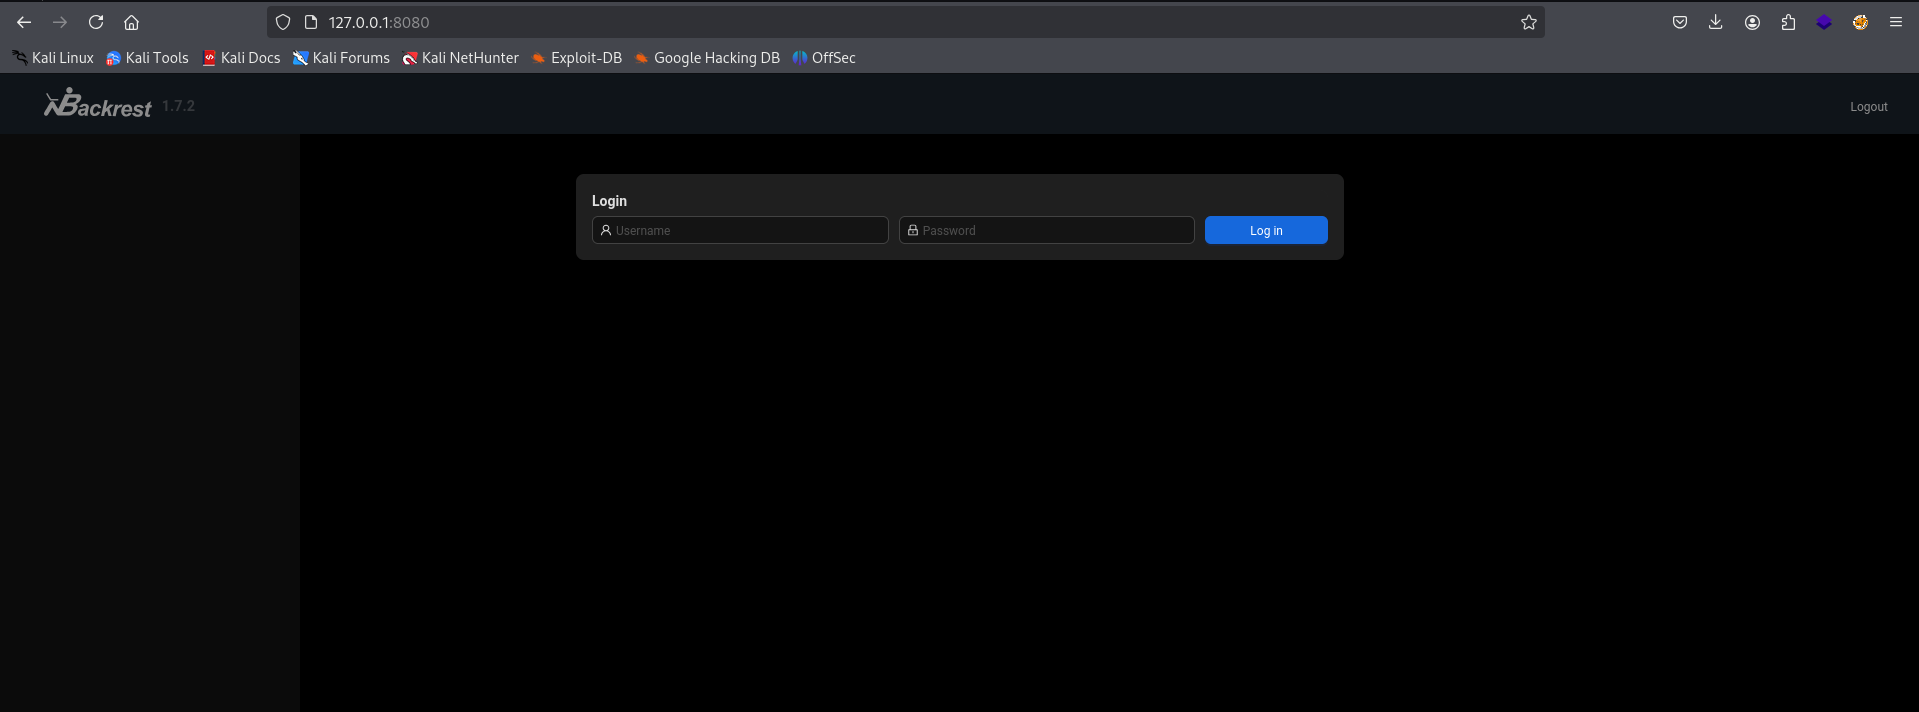 127.0.0.1:8080
Kali Linux Kali Tools Kali Docs Kali Forums Kali NetHunter Exploit-DB Google Hacking DB OffSec
Backrest 1.7.2 Logout
Login
Username Password Log in